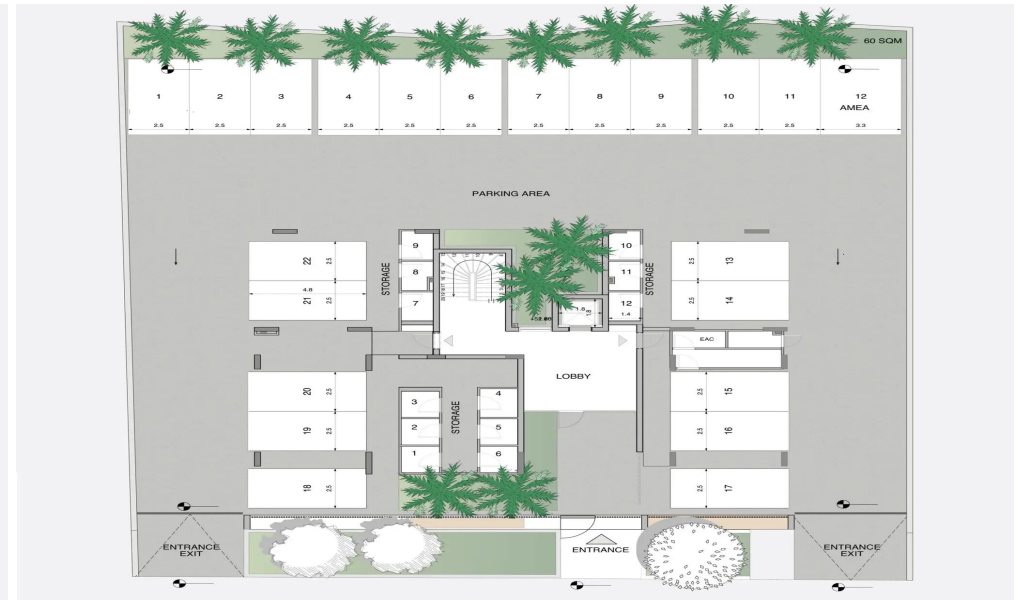 60 SQM
1 2 3 4 5 6 7 8 9 10 11 12
AMEA
2.5 2.5 2.5 2.5 2.5 2.5 2.5 2.5 2.5 2.5 2.5 3.3
PARKING AREA
22 2.5
4.8
21 2.5
STORAGE
9
8
7
10
11
12
1.4
STORAGE
1.8
2.5 13
2.5 14
EAC
LOBBY
20 2.5
19 2.5
18 2.5
3
2
1
STORAGE
4
5
6
2.5 15
2.5 16
2.5 17
ENTRANCE
EXIT
ENTRANCE
ENTRANCE
EXIT